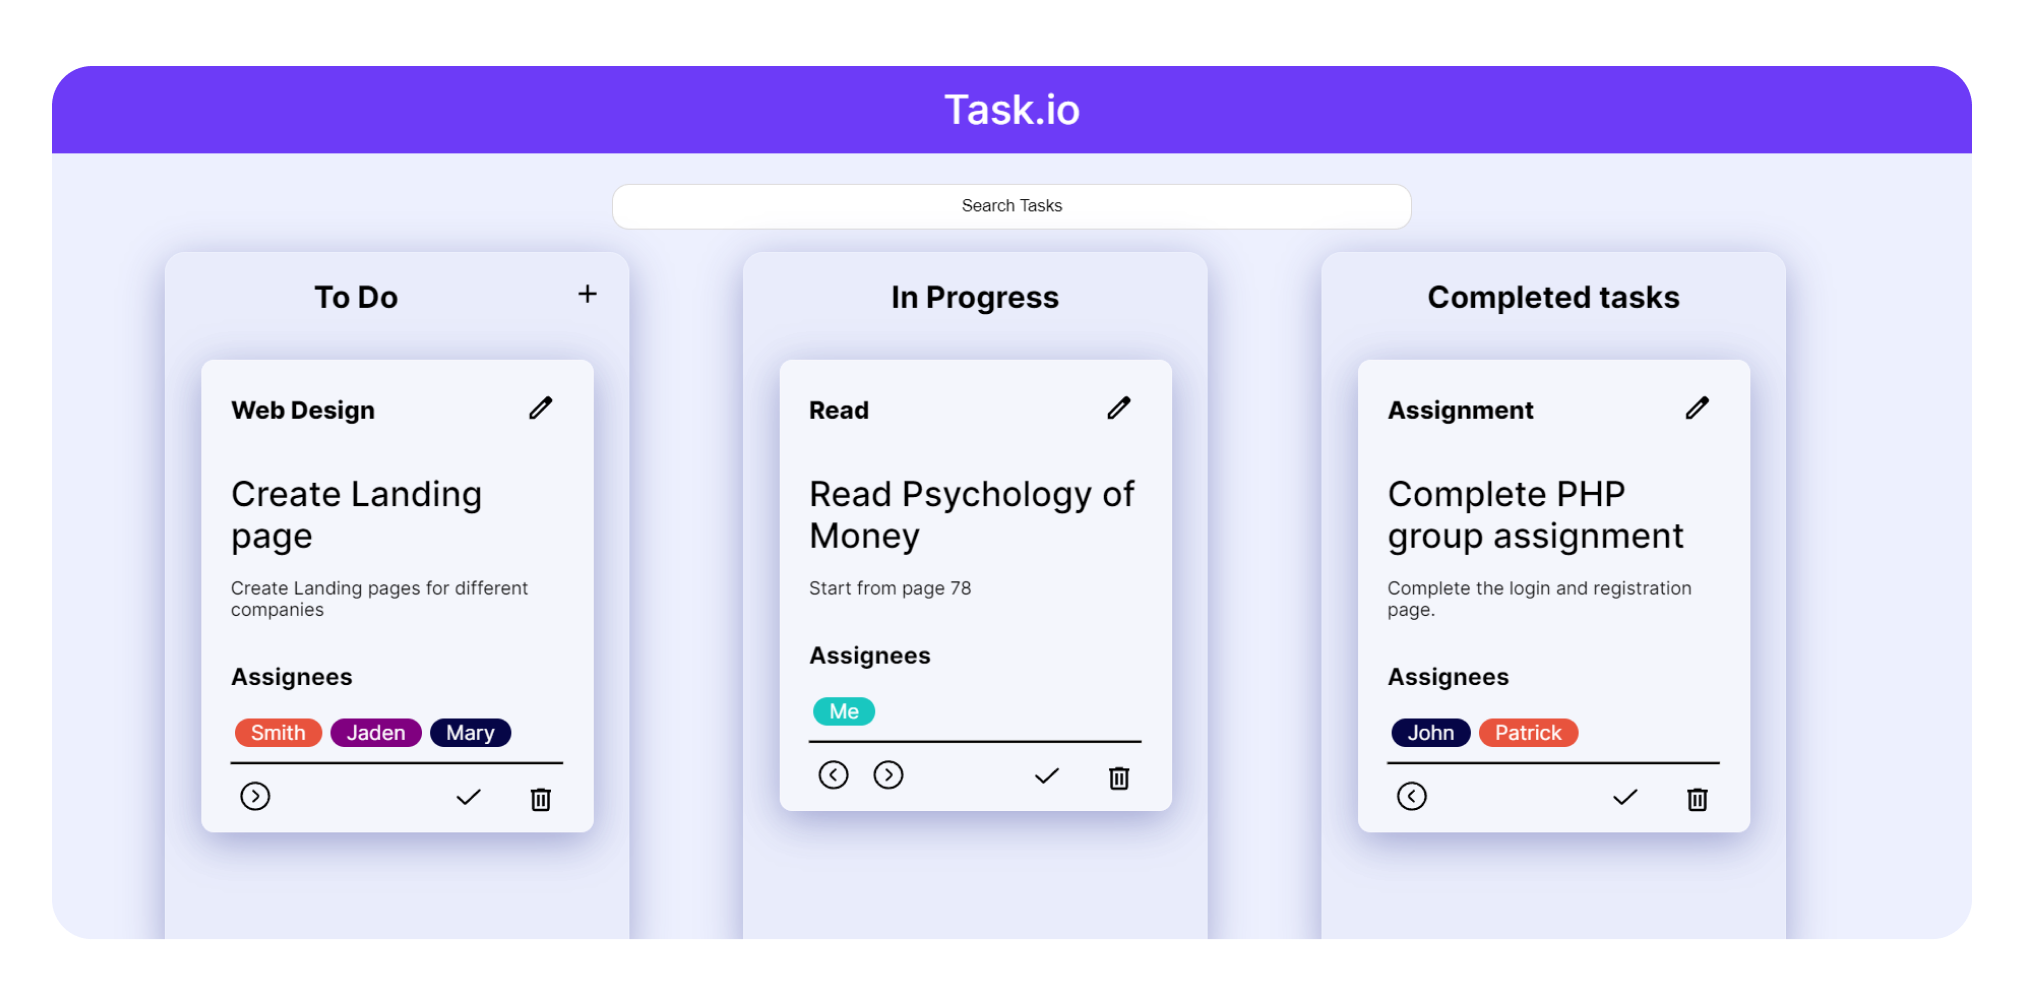 Task.io
Search Tasks
To Do
Web Design
Create Landing
page
Create Landing pages for different
companies
Assignees
Smith Jaden Mary
In Progress
Read
Read Psychology of
Money
Start from page 78
Assignees
Me
Completed tasks
Assignment
Complete PHP
group assignment
Complete the login and registration
page.
Assignees
John Patrick